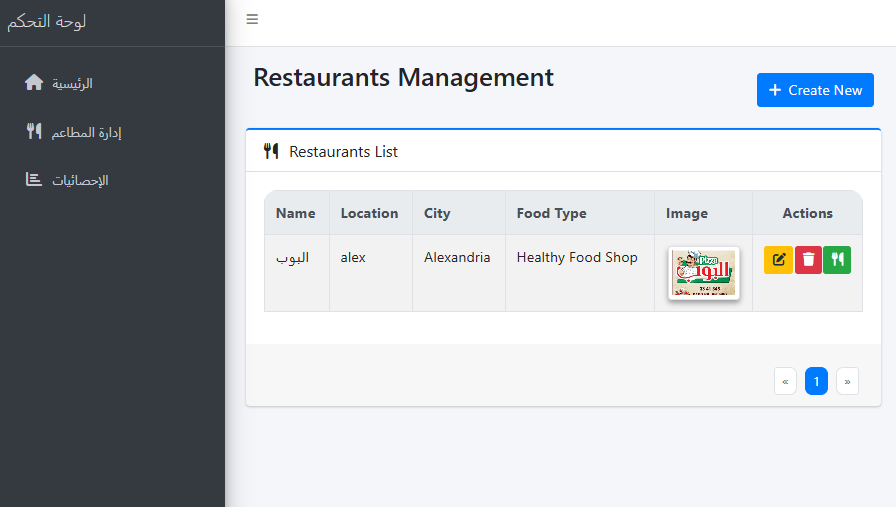 لوحة التحكم
الرئيسية
إدارة المطاعم
الإحصائيات
Restaurants Management
Create New
Restaurants List
Name Location City Food Type Image Actions
البوب alex Alexandria Healthy Food Shop
Pizza
البوب
« 1 »